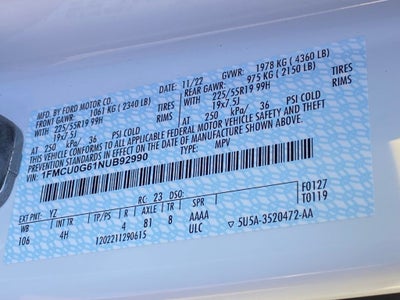 MFD. BY FORD MOTOR CO.
DATE: 11/22 GVWR: 1978 KG (4360 LB)
FRONT GAWR: 1061 KG (2340 LB)
REAR GAWR: 975 KG (2150 LB)
225/55R19 99H TIRES
225/55R19 99H TIRES
19x7.5J RIMS
19x7.5J RIMS
AT 250 kPa/ 36 PSI COLD
AT 250 kPa/ 36 PSI COLD
THIS VEHICLE CONFORMS TO ALL APPLICABLE FEDERAL MOTOR VEHICLE SAFETY AND THEFT
PREVENTION STANDARDS IN EFFECT ON THE DATE OF MANUFACTURE SHOWN ABOVE.
VIN: 1FMCU0G61NUB92990
TYPE: MPV
F0127
T0119
EXT PNT: YZ RC: 23 DSO:
WB INT TR TP/PS R AXLE TR SPR
106 4H 4 81 8 AAAA
1202211290615 ULC
5U5A-3520472-AA